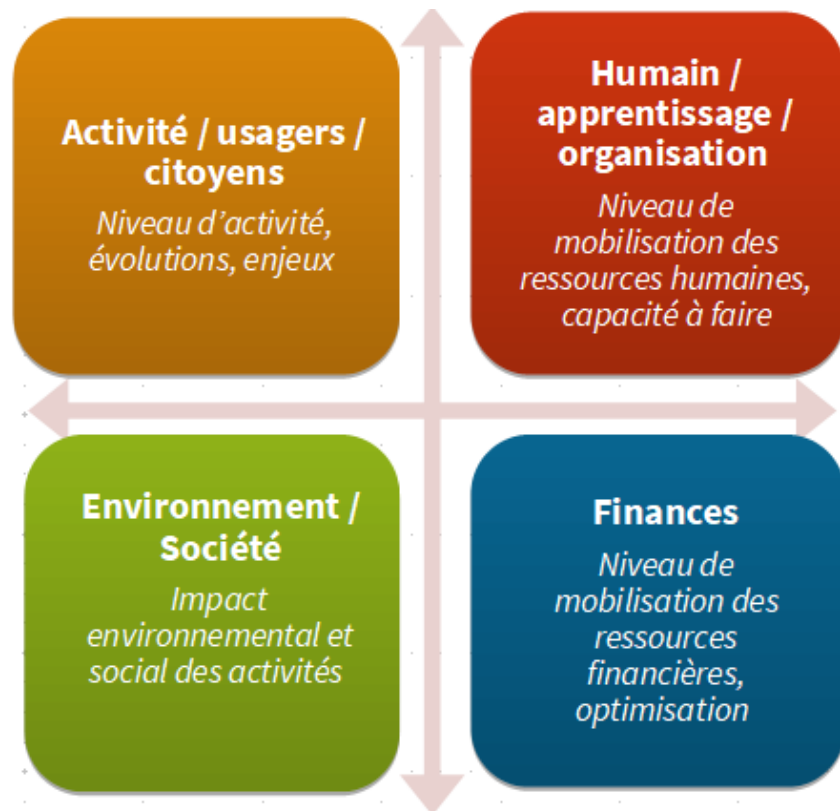 Activité / usagers /
citoyens
Niveau d'activité,
évolutions, enjeux
Humain /
apprentissage /
organisation
Niveau de
mobilisation des
ressources humaines,
capacité à faire
Environnement /
Société
Impact
environnemental et
social des activités
Finances
Niveau de
mobilisation des
ressources
financières,
optimisation